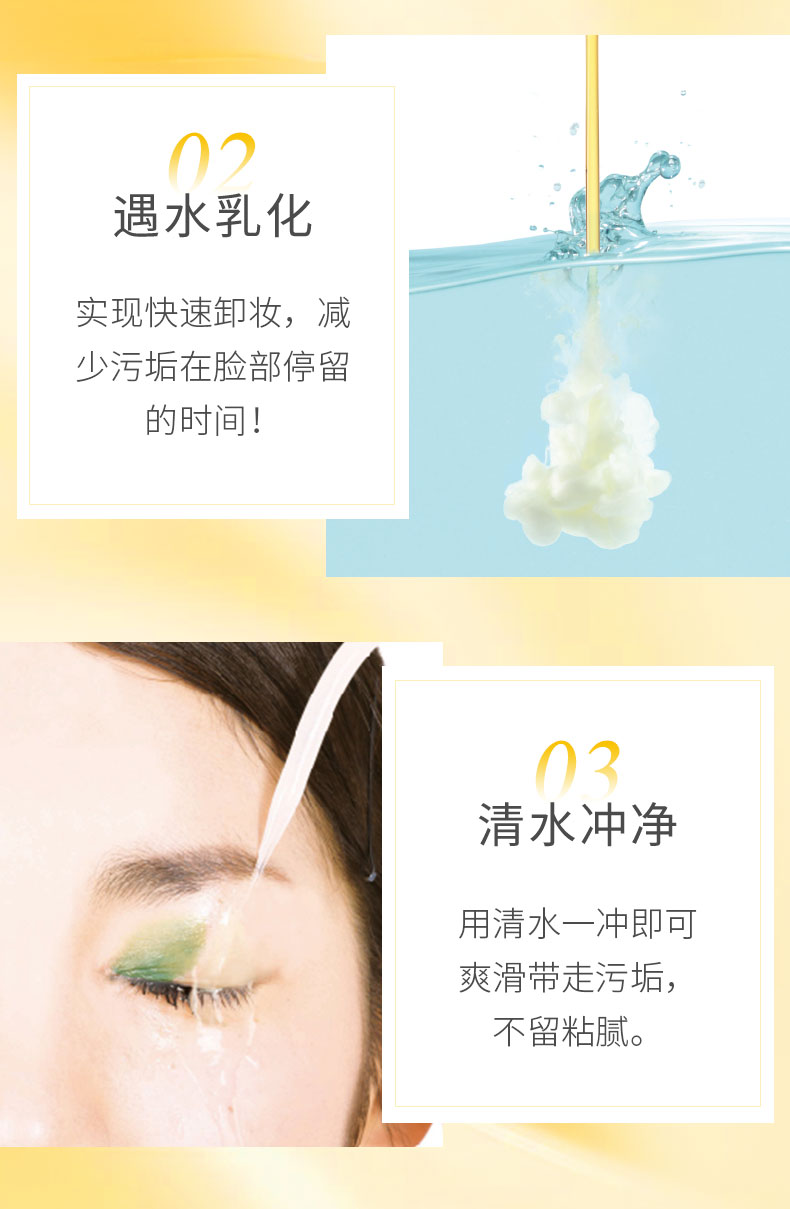 02
遇水乳化
实现快速卸妆，减
少污垢在脸部停留
的时间！
03
清水冲净
用清水一冲即可
爽滑带走污垢，
不留粘腻。